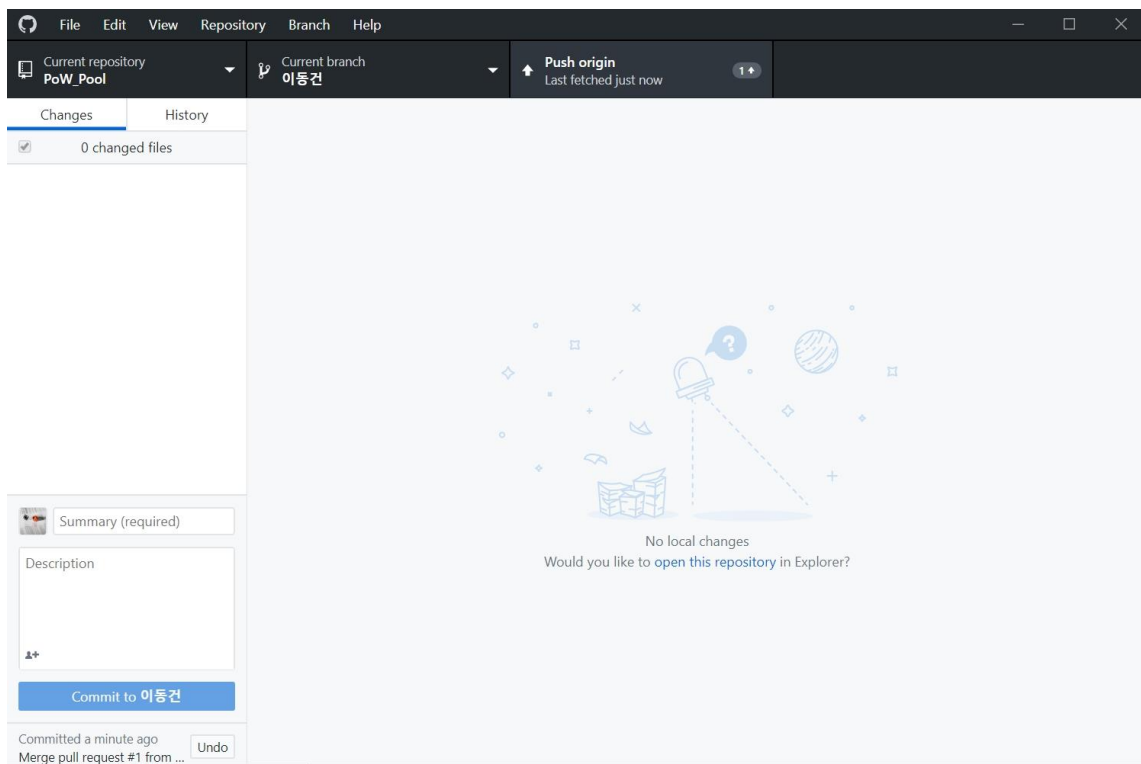 File Edit View Repository Branch Help
Current repository
PoW_Pool
Current branch
이동건
Push origin
Last fetched just now
1
Changes History
0 changed files
?
No local changes
Would you like to open this repository in Explorer?
Summary (required)
Description
Commit to 이동건
Committed a minute ago
Merge pull request #1 from ...
Undo